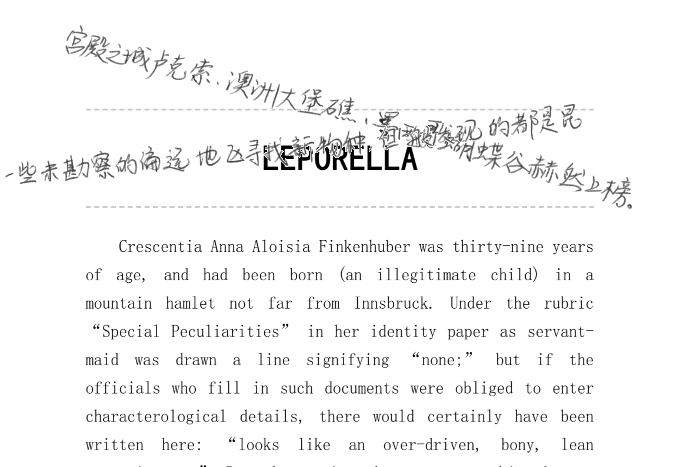 宫殿之城卢克索、澳洲大堡礁，墨西哥蝴蝶谷赫然上榜。
一些未勘察的偏远地区寻找新物种，但发现的都是昆
LEPORELLA
Crescentia Anna Aloisia Finkenhuber was thirty-nine years
of age, and had been born (an illegitimate child) in a
mountain hamlet not far from Innsbruck. Under the rubric
“Special Peculiarities” in her identity paper as servant-
maid was drawn a line signifying “none;” but if the
officials who fill in such documents were obliged to enter
characterological details, there would certainly have been
written here: “looks like an over-driven, bony, lean